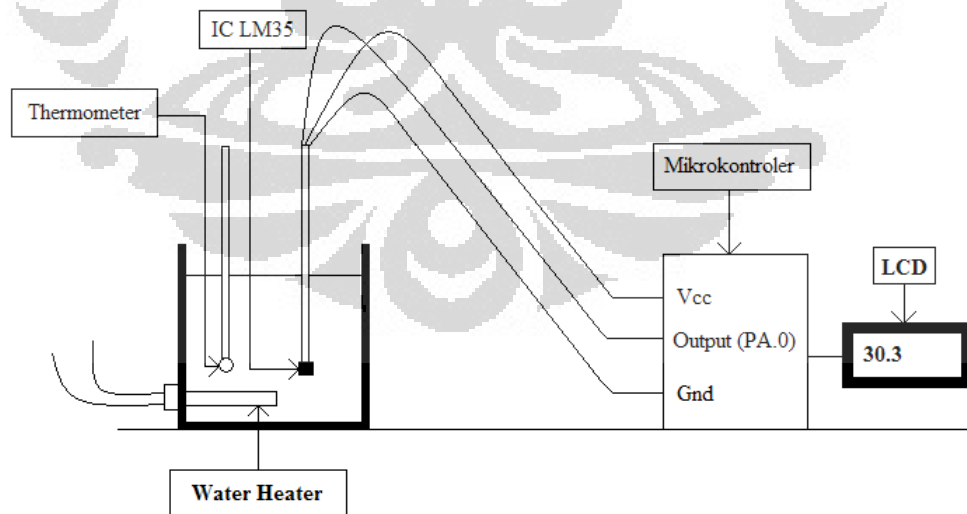 IC LM35
Thermometer
Mikrokontroler
LCD
Vcc
Output (PA.0)
30.3
Gnd
Water Heater